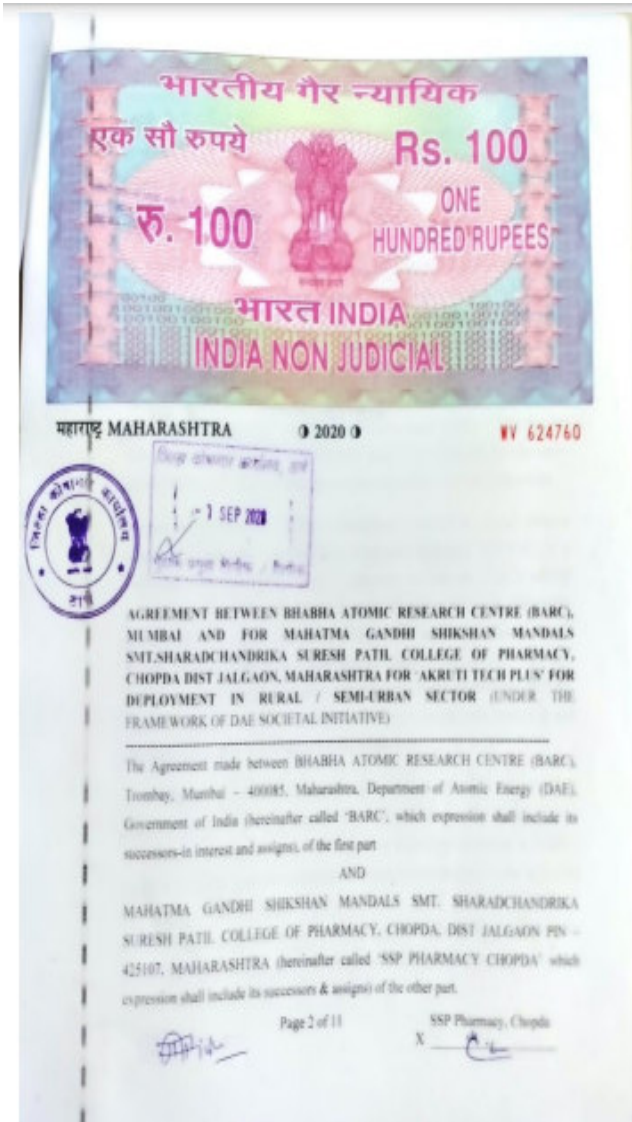 भारतीय गैर न्यायिक
एक सौ रुपये
Rs. 100
रु. 100
ONE
HUNDRED RUPEES
भारत INDIA
INDIA NON JUDICIAL
महाराष्ट्र MAHARASHTRA
2020
WV 624760
जिल्हा कोषागार कार्यालय, ठाणे
- 1 SEP 2020
जिल्हा कोषागार कार्यालय
ठाणे
AGREEMENT BETWEEN BHABHA ATOMIC RESEARCH CENTRE (BARC),
MUMBAI AND FOR MAHATMA GANDHI SHIKSHAN MANDALS
SMT.SHARADCHANDRIKA SURESH PATIL COLLEGE OF PHARMACY,
CHOPDA DIST JALGAON, MAHARASHTRA FOR 'AKRUTI TECH PLUS' FOR
DEPLOYMENT IN RURAL / SEMI-URBAN SECTOR (UNDER THE
FRAMEWORK OF DAE SOCIETAL INITIATIVE)
The Agreement made between BHABHA ATOMIC RESEARCH CENTRE (BARC),
Trombay, Mumbai – 400085, Maharashtra, Department of Atomic Energy (DAE),
Government of India (hereinafter called 'BARC', which expression shall include its
successors-in interest and assigns), of the first part
AND
MAHATMA GANDHI SHIKSHAN MANDALS SMT. SHARADCHANDRIKA
SURESH PATIL COLLEGE OF PHARMACY, CHOPDA, DIST JALGAON PIN –
425107, MAHARASHTRA (hereinafter called 'SSP PHARMACY CHOPDA' which
expression shall include its successors & assigns) of the other part.
Page 2 of 11
SSP Pharmacy, Chopda
X